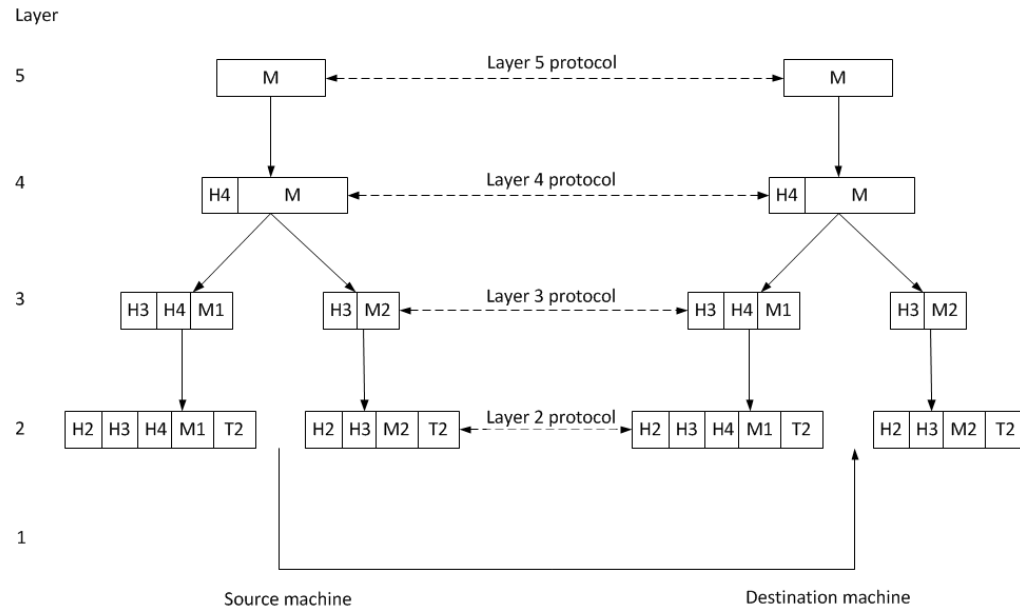 Layer
5 M Layer 5 protocol M
4 H4 M Layer 4 protocol H4 M
3 H3 H4 M1 H3 M2 Layer 3 protocol H3 H4 M1 H3 M2
2 H2 H3 H4 M1 T2 H2 H3 M2 T2 Layer 2 protocol H2 H3 H4 M1 T2 H2 H3 M2 T2
1
Source machine Destination machine